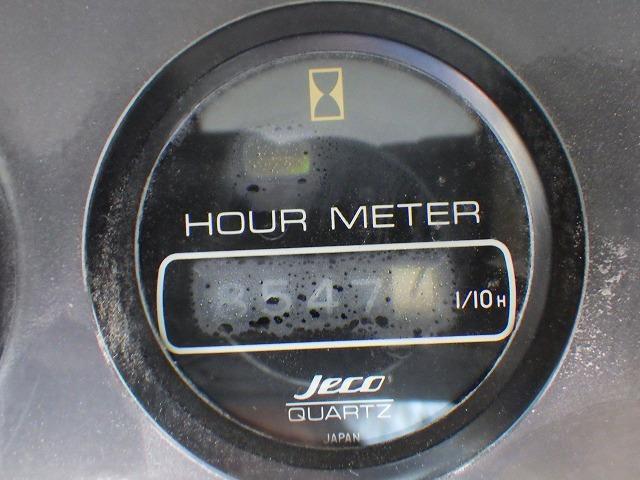 HOUR METER
8547 1/10H
Jeco
QUARTZ
JAPAN